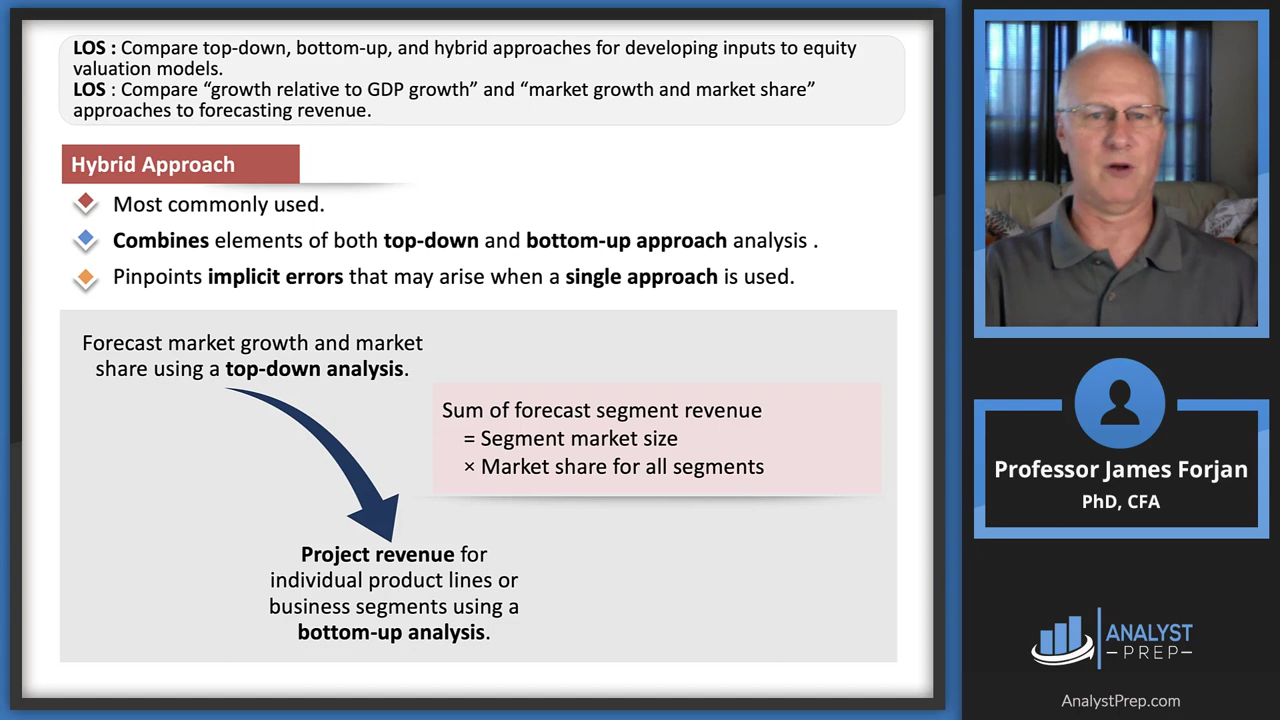 LOS : Compare top-down, bottom-up, and hybrid approaches for developing inputs to equity
valuation models.
LOS : Compare “growth relative to GDP growth” and “market growth and market share”
approaches to forecasting revenue.
Hybrid Approach
Most commonly used.
Combines elements of both top-down and bottom-up approach analysis .
Pinpoints implicit errors that may arise when a single approach is used.
Forecast market growth and market
share using a top-down analysis.
Sum of forecast segment revenue
= Segment market size
× Market share for all segments
Project revenue for
individual product lines or
business segments using a
bottom-up analysis.
Professor James Forjan
PhD, CFA
ANALYST
PREP
AnalystPrep.com